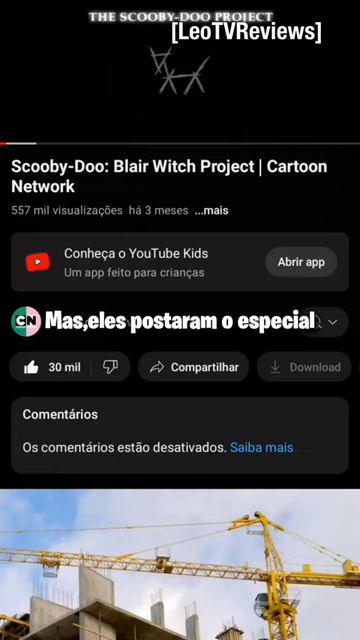 THE SCOOBY-DOO PROJECT
[LeoTVReviews]
Scooby-Doo: Blair Witch Project | Cartoon
Network
557 mil visualizações há 3 meses ...mais
Conheça o YouTube Kids
Um app feito para crianças
Abrir app
CN
Mas,eles postaram o especial
30 mil
Compartilhar
Download
Comentários
Os comentários estão desativados. Saiba mais